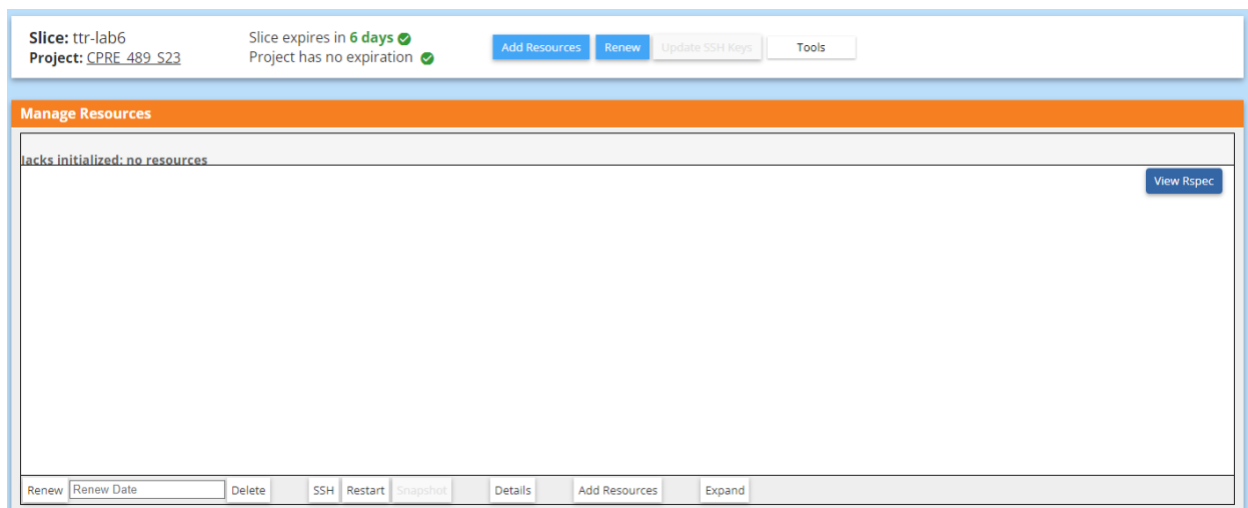 Slice: ttr-lab6
Project: CPRE_489_S23
Slice expires in 6 days
Project has no expiration
Add Resources
Renew
Update SSH Keys
Tools
Manage Resources
Jacks initialized: no resources
View Rspec
Renew
Renew Date
Delete
SSH
Restart
Snapshot
Details
Add Resources
Expand